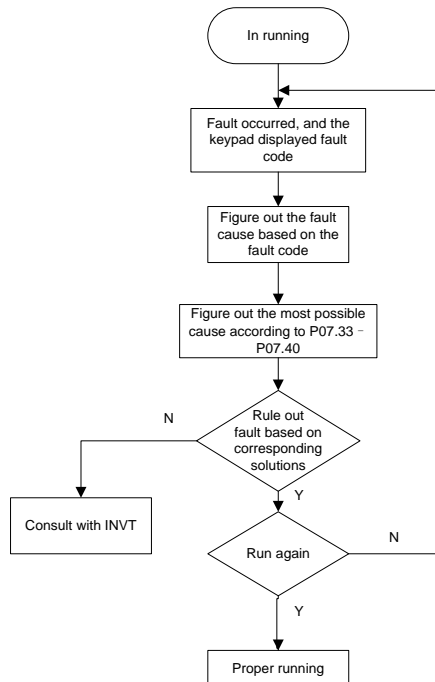 In running
Fault occurred, and the
keypad displayed fault
code
Figure out the fault
cause based on the
fault code
Figure out the most possible
cause according to P07.33–
P07.40
N
Rule out
fault based on
corresponding
solutions
Y
Consult with INVT
Run again
N
Y
Proper running